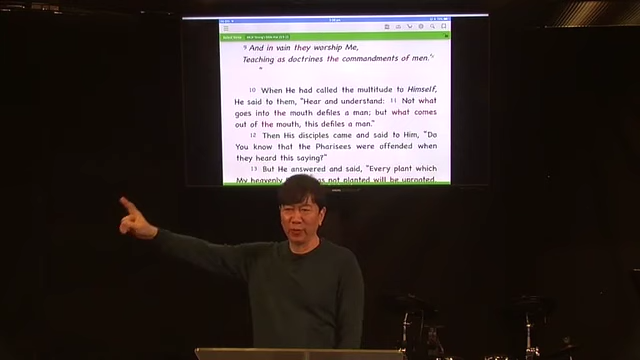 9 And in vain they worship Me,
Teaching as doctrines the commandments of men.'"
10 When He had called the multitude to Himself,
He said to them, "Hear and understand: 11 Not what
goes into the mouth defiles a man; but what comes
out of the mouth, this defiles a man."
12 Then His disciples came and said to Him, "Do
You know that the Pharisees were offended when
they heard this saying?"
13 But He answered and said, "Every plant which
My heavenly has not planted will be uprooted.